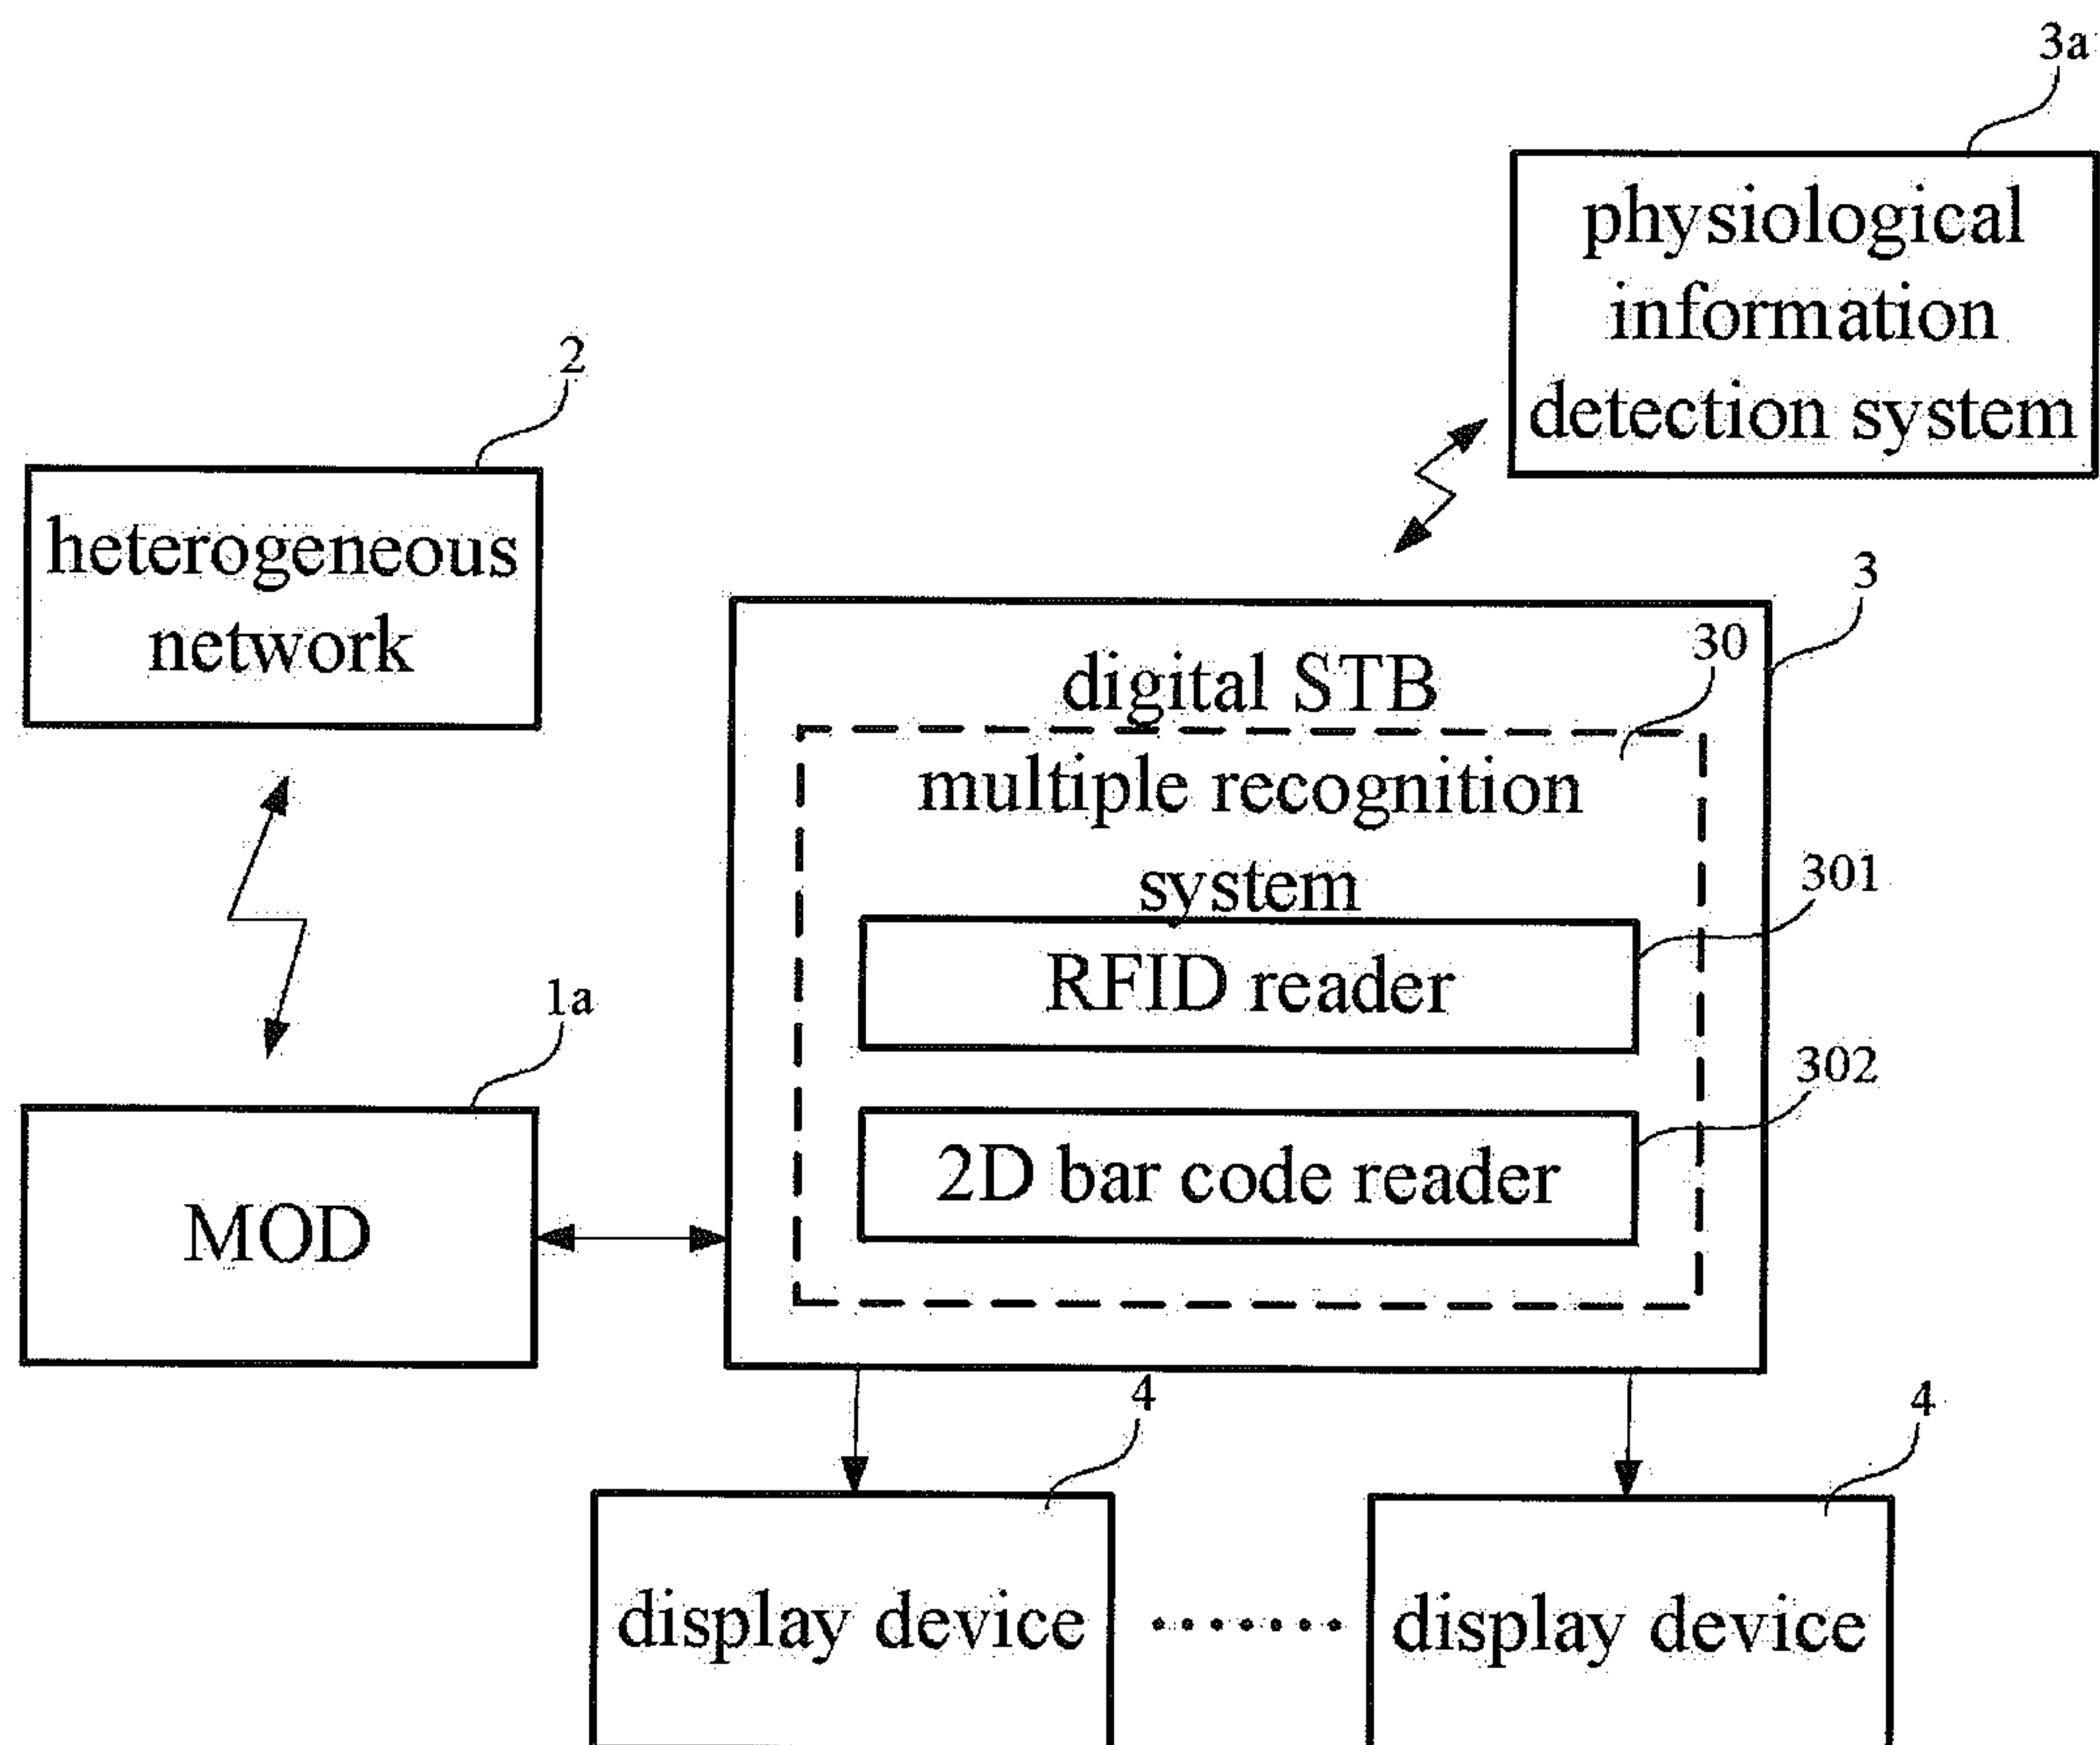 3a
physiological
information
detection system
2
heterogeneous
network
3
30
digital STB
multiple recognition
system
301
RFID reader
302
2D bar code reader
1a
MOD
4
display device
.......
4
display device